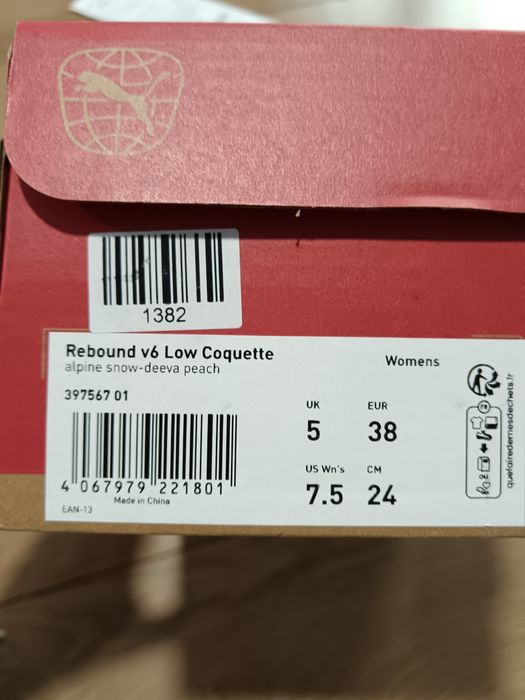 1382
Rebound v6 Low Coquette
alpine snow-deeva peach
Womens
397567 01
UK EUR
5 38
US Wn's CM
7.5 24
4 067979 221801
Made in China
EAN-13
quefairedemesdechets.fr